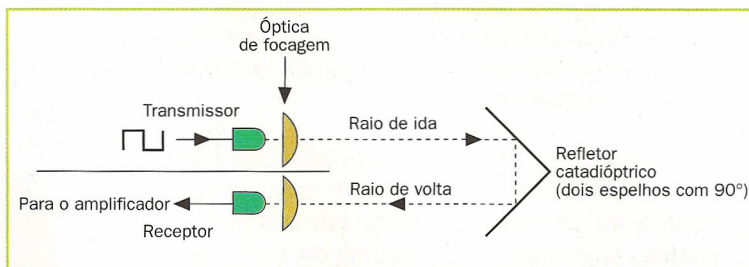 Óptica
de focagem
Transmissor
Raio de ida
Refletor
catadióptrico
(dois espelhos com 90°)
Raio de volta
Para o amplificador
Receptor